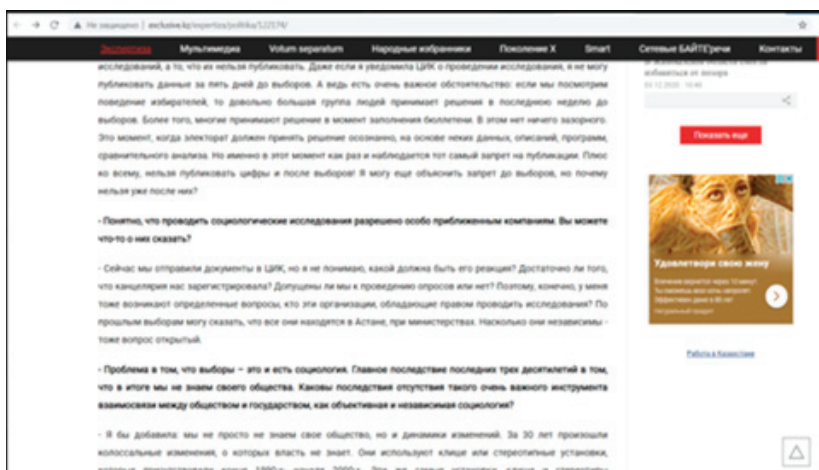 Не защищено | exclusive.kz/expertiza/politika/122174/
Экспертиза Мультимедиа Votum separatum Народные избранники Поколение X Smart Сетевые БАЙТЕ'речи Контакты
исследований, а то, что их нельзя публиковать. Даже если я уведомила ЦИК о проведении исследования, я не могу
публиковать данные за пять дней до выборов. А ведь есть очень важное обстоятельство: если мы посмотрим
поведение избирателей, то довольно большая группа людей принимает решения в последнюю неделю до
выборов. Более того, многие принимают решение в момент заполнения бюллетени. В этом нет ничего зазорного.
Это момент, когда электорат должен принять решение осознанно, на основе неких данных, описаний, программ,
сравнительного анализа. Но именно в этот момент как раз и наблюдается тот самый запрет на публикации. Плюс
ко всему, нельзя публиковать цифры и после выборов! Я могу еще объяснить запрет до выборов, но почему
нельзя уже после них?
- Понятно, что проводить социологические исследования разрешено особо приближенным компаниям. Вы можете
что-то о них сказать?
- Сейчас мы отправили документы в ЦИК, но я не понимаю, какой должна быть его реакция? Достаточно ли того,
что канцелярия нас зарегистрировала? Допущены ли мы к проведению опросов или нет? Поэтому, конечно, у меня
тоже возникают определенные вопросы, кто эти организации, обладающие правом проводить исследования? По
прошлым выборам могу сказать, что все они находятся в Астане, при министерствах. Насколько они независимы -
тоже вопрос открытый.
- Проблема в том, что выборы – это и есть социология. Главное последствие последних трех десятилетий в том,
что в итоге мы не знаем своего общества. Каковы последствия отсутствия такого очень важного инструмента
взаимосвязи между обществом и государством, как объективная и независимая социология?
- Я бы добавила: мы не просто не знаем свое общество, но и динамики изменений. За 30 лет произошли
колоссальные изменения, о которых власть не знает. Они используют клише или стереотипные установки,
избавиться от
Показать еще
Удовлетвори свою жену
Натуральный продукт
Работа в Казахстане